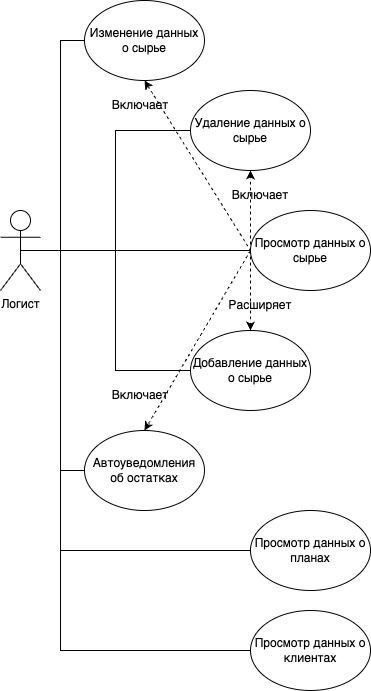 Изменение данных
о сырье
Включает
Удаление данных о
сырье
Включает
Просмотр данных о
сырье
Логист
Расширяет
Добавление данных
о сырье
Включает
Автоуведомления
об остатках
Просмотр данных о
планах
Просмотр данных о
клиентах